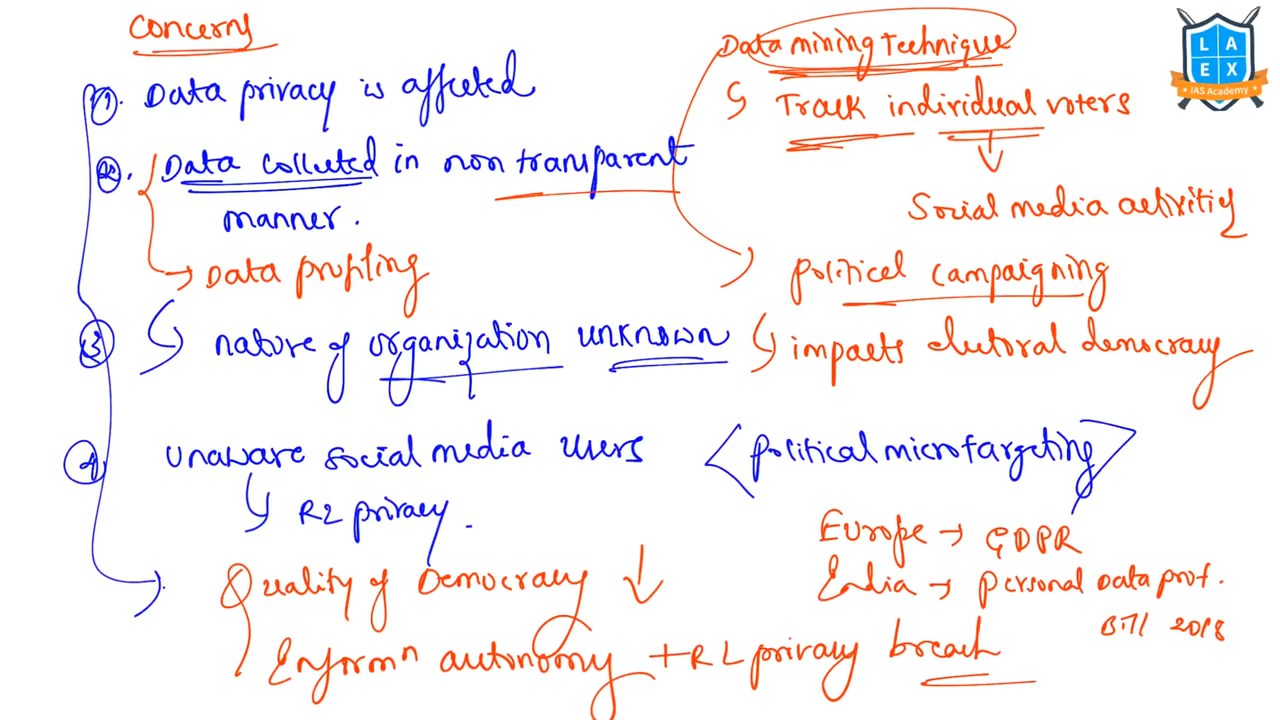 Concerns
(1). Data privacy is affected
(2). Data collected in non transparent
manner.
→ Data profiling
(3) nature of organization unknown
(4) unaware social media users
R2 privacy.
Quality of Democracy ↓
Informn autonomy + R2 privacy breach
Data mining Technique
Track individual voters
Social media activities
political campaigning
impacts electoral democracy
<political microtargeting>
Europe → GDPR
India → Personal Data prot.
Bill 2018
L A
E X
IAS Academy